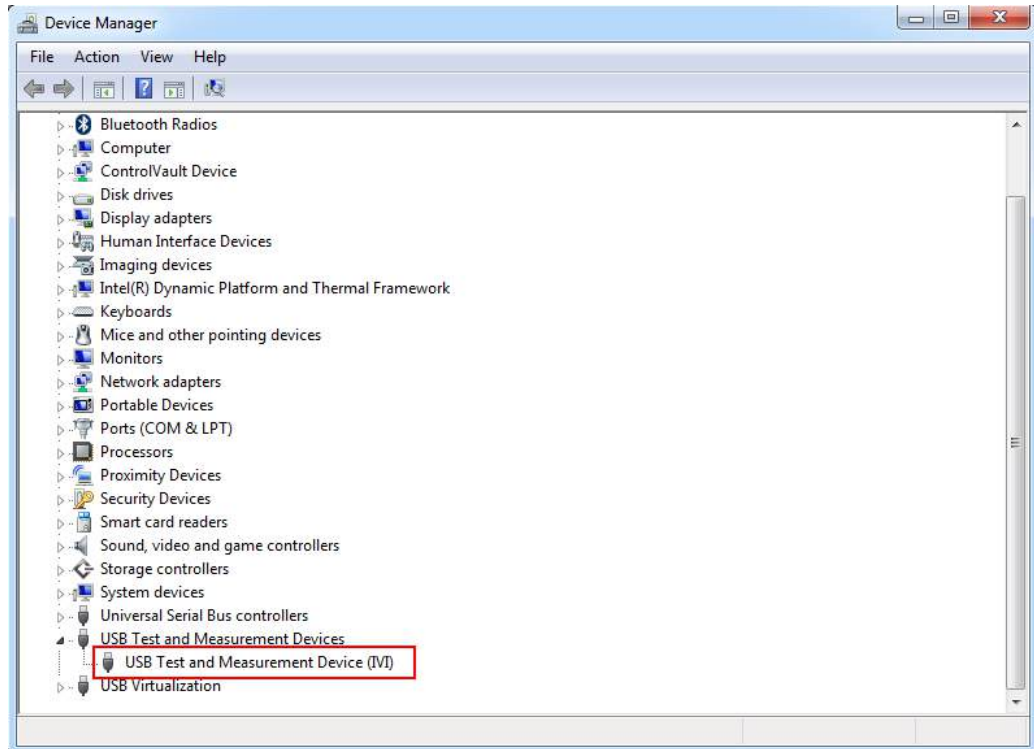 Device Manager
File Action View Help
Bluetooth Radios
Computer
ControlVault Device
Disk drives
Display adapters
Human Interface Devices
Imaging devices
Intel(R) Dynamic Platform and Thermal Framework
Keyboards
Mice and other pointing devices
Monitors
Network adapters
Portable Devices
Ports (COM & LPT)
Processors
Proximity Devices
Security Devices
Smart card readers
Sound, video and game controllers
Storage controllers
System devices
Universal Serial Bus controllers
USB Test and Measurement Devices
USB Test and Measurement Device (IVI)
USB Virtualization